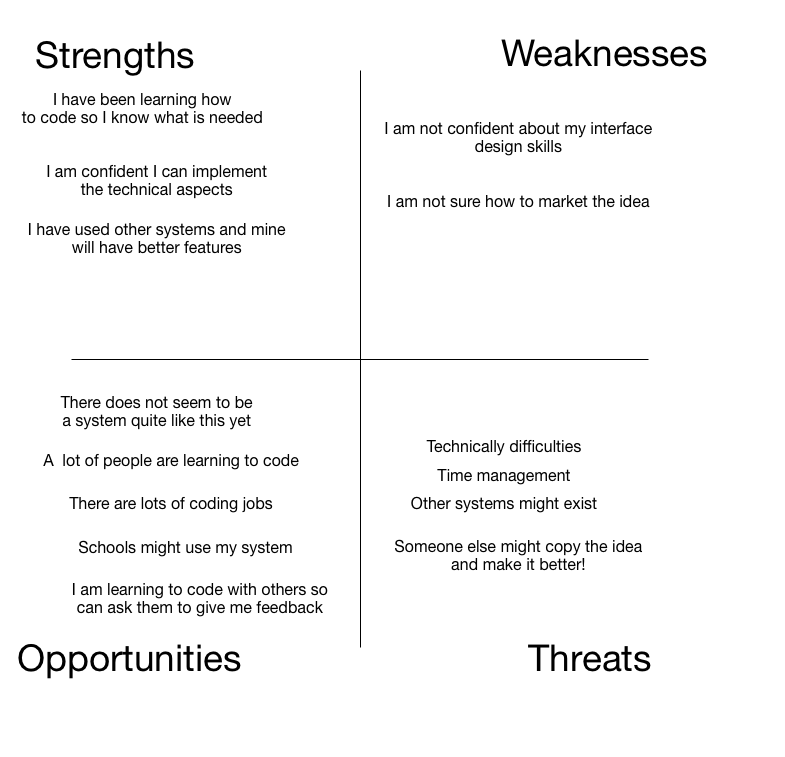 Strengths
I have been learning how
to code so I know what is needed
I am confident I can implement
the technical aspects
I have used other systems and mine
will have better features
Weaknesses
I am not confident about my interface
design skills
I am not sure how to market the idea
There does not seem to be
a system quite like this yet
A  lot of people are learning to code
There are lots of coding jobs
Schools might use my system
I am learning to code with others so
can ask them to give me feedback
Opportunities
Technically difficulties
Time management
Other systems might exist
Someone else might copy the idea
and make it better!
Threats